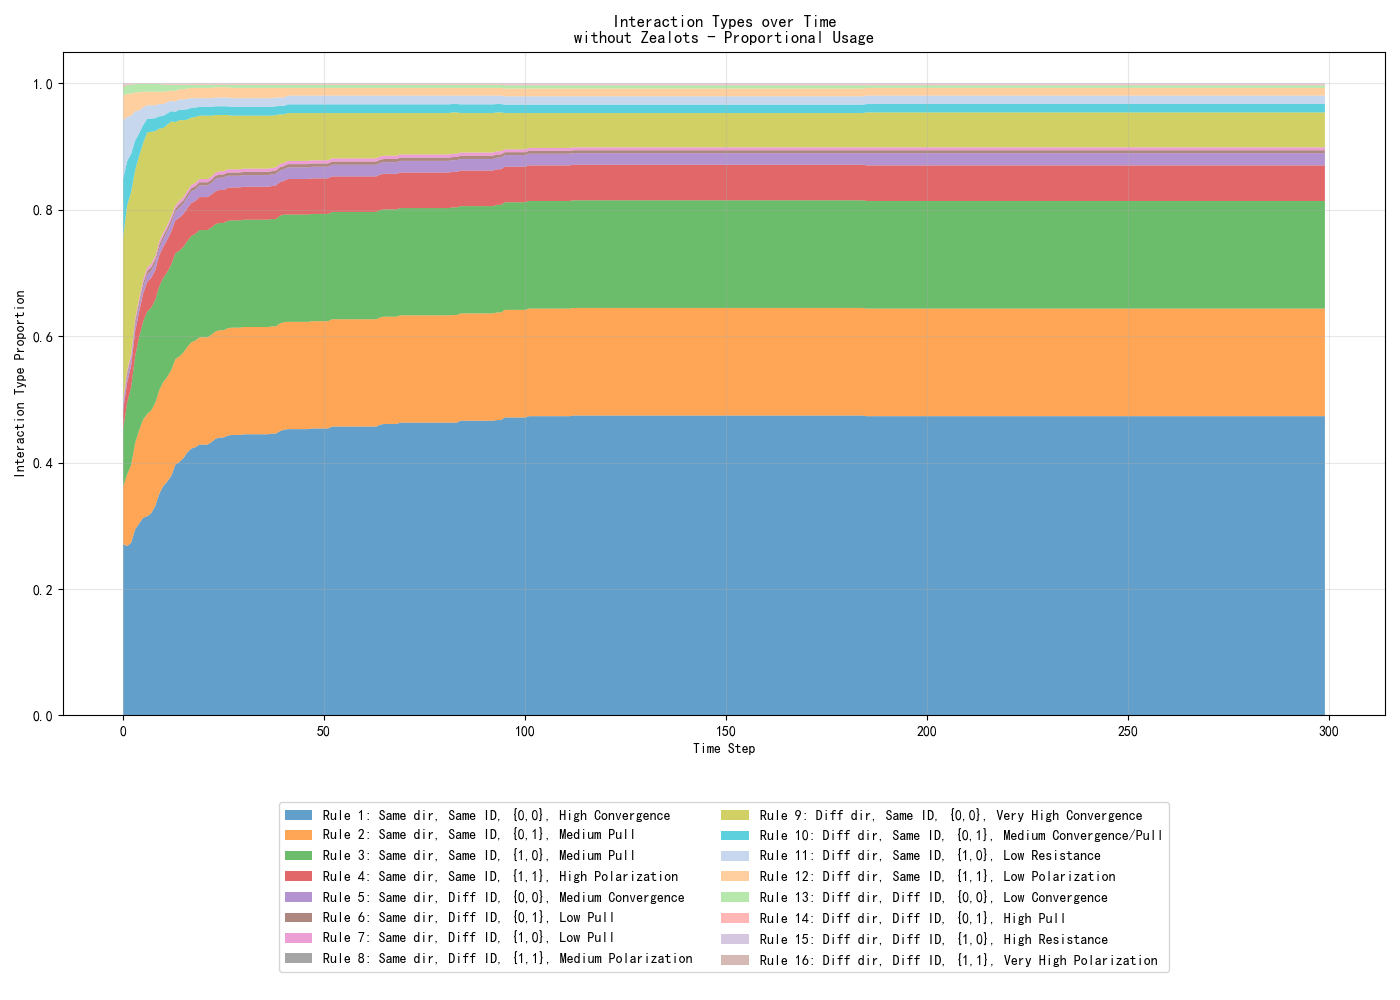 Interaction Types over Time
without Zealots - Proportional Usage
Interaction Type Proportion
1.0
0.8
0.6
0.4
0.2
0.0
0
50
100
150
200
250
300
Time Step
Rule 1: Same dir, Same ID, {0,0}, High Convergence
Rule 2: Same dir, Same ID, {0,1}, Medium Pull
Rule 3: Same dir, Same ID, {1,0}, Medium Pull
Rule 4: Same dir, Same ID, {1,1}, High Polarization
Rule 5: Same dir, Diff ID, {0,0}, Medium Convergence
Rule 6: Same dir, Diff ID, {0,1}, Low Pull
Rule 7: Same dir, Diff ID, {1,0}, Low Pull
Rule 8: Same dir, Diff ID, {1,1}, Medium Polarization
Rule 9: Diff dir, Same ID, {0,0}, Very High Convergence
Rule 10: Diff dir, Same ID, {0,1}, Medium Convergence/Pull
Rule 11: Diff dir, Same ID, {1,0}, Low Resistance
Rule 12: Diff dir, Same ID, {1,1}, Low Polarization
Rule 13: Diff dir, Diff ID, {0,0}, Low Convergence
Rule 14: Diff dir, Diff ID, {0,1}, High Pull
Rule 15: Diff dir, Diff ID, {1,0}, High Resistance
Rule 16: Diff dir, Diff ID, {1,1}, Very High Polarization